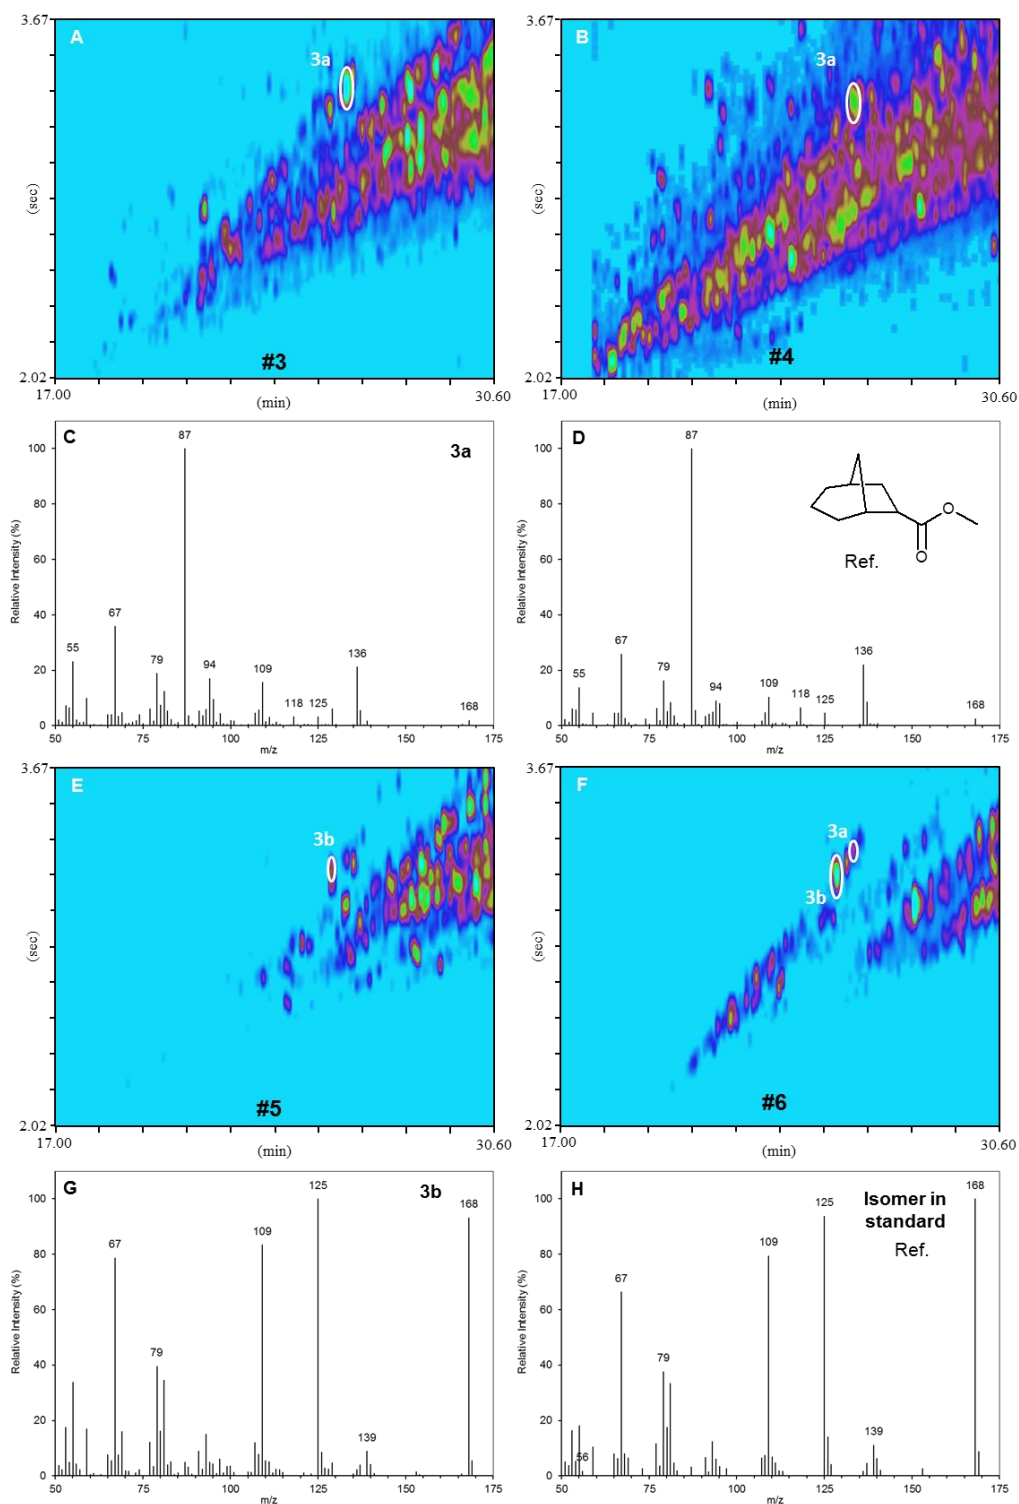 3.67
A
3a
(sec)
#3
2.02
17.00
(min)
30.60
3.67
B
3a
(sec)
#4
2.02
17.00
(min)
30.60
C
3a
Relative Intensity (%)
100
80
60
40
20
0
55
67
79
87
94
109
118
125
136
168
50
75
100
125
150
175
m/z
D
Ref.
O
O
Relative Intensity (%)
100
80
60
40
20
0
55
67
79
87
94
109
118
125
136
168
50
75
100
125
150
175
m/z
3.67
E
3b
(sec)
#5
2.02
17.00
(min)
30.60
3.67
F
3a
3b
(sec)
#6
2.02
17.00
(min)
30.60
G
3b
Relative Intensity (%)
100
80
60
40
20
0
67
79
109
125
139
168
50
75
100
125
150
175
m/z
H
Isomer in
standard
Ref.
Relative Intensity (%)
100
80
60
40
20
0
56
67
79
109
125
139
168
50
75
100
125
150
175
m/z